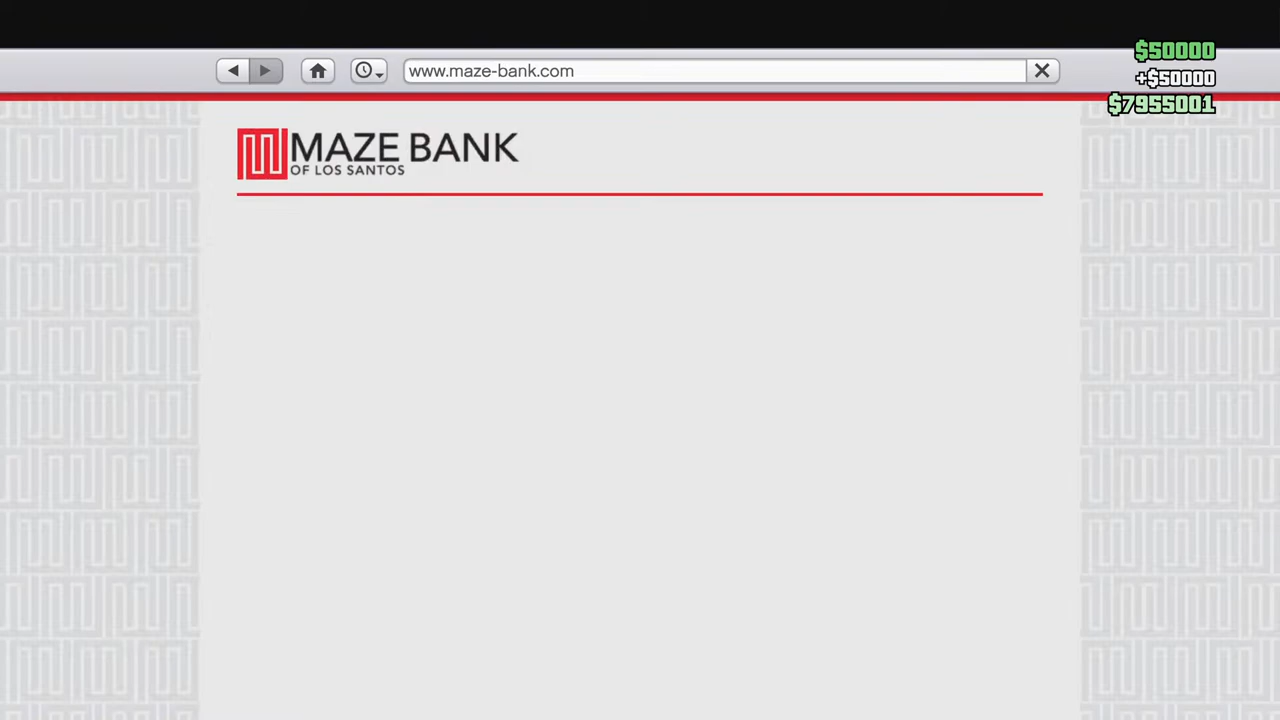 www.maze-bank.com
$50000
+$50000
$7955001
MAZE BANK
OF LOS SANTOS